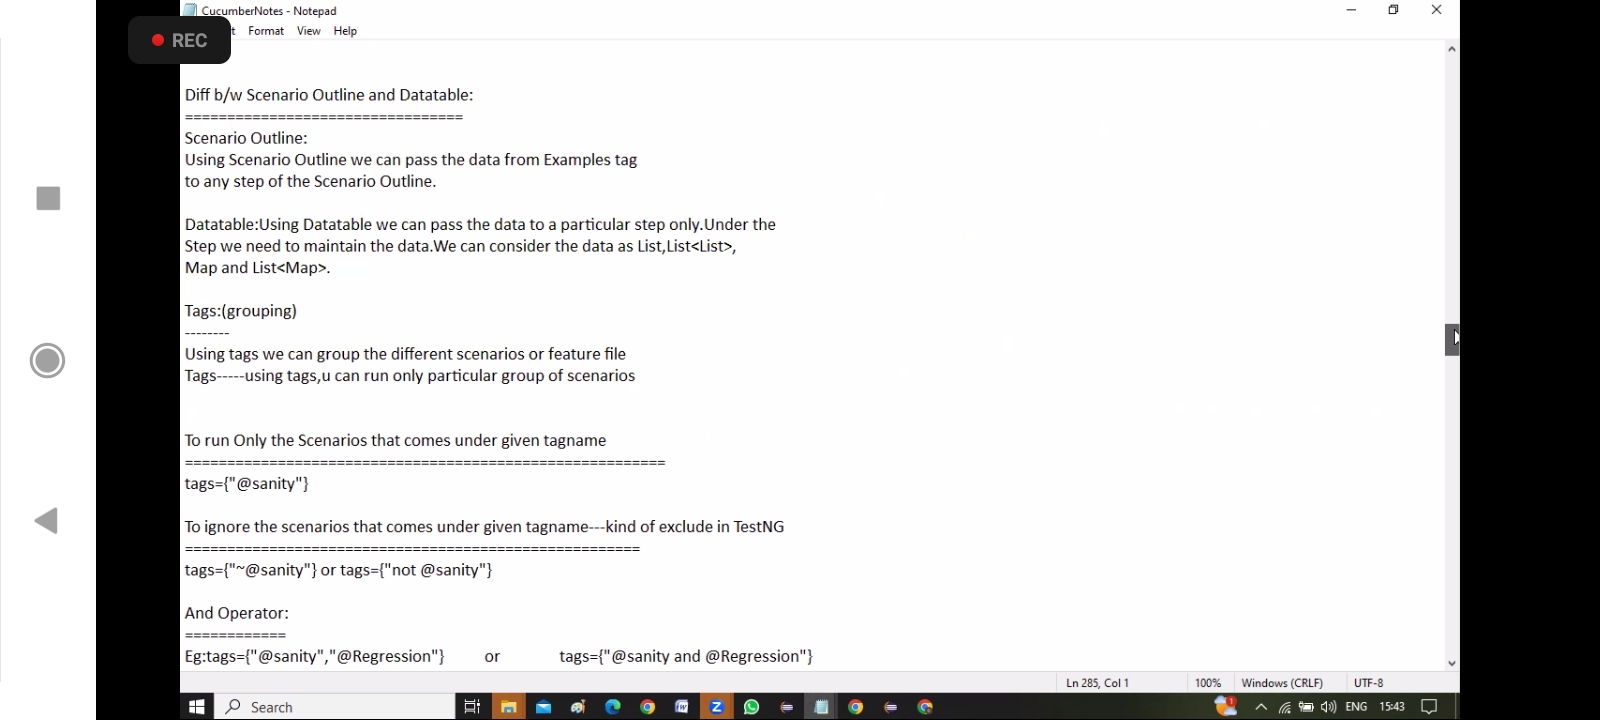 CucumberNotes - Notepad
REC
t Format View Help
Diff b/w Scenario Outline and Datatable:
=================================
Scenario Outline:
Using Scenario Outline we can pass the data from Examples tag
to any step of the Scenario Outline.
Datatable:Using Datatable we can pass the data to a particular step only.Under the
Step we need to maintain the data.We can consider the data as List,List<List>,
Map and List<Map>.
Tags:(grouping)
--------
Using tags we can group the different scenarios or feature file
Tags-----using tags,u can run only particular group of scenarios
To run Only the Scenarios that comes under given tagname
=========================================================
tags={"@sanity"}
To ignore the scenarios that comes under given tagname---kind of exclude in TestNG
======================================================
tags={"~@sanity"} or tags={"not @sanity"}
And Operator:
============
Eg:tags={"@sanity","@Regression"} or tags={"@sanity and @Regression"}
Ln 285, Col 1 100% Windows (CRLF) UTF-8
Search ENG 15:43